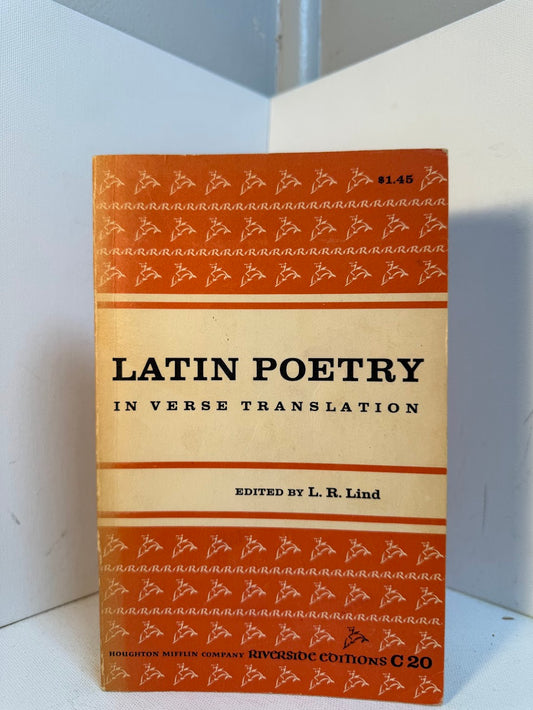 $1.45
LATIN POETRY
IN VERSE TRANSLATION
EDITED BY L. R. Lind
HOUGHTON MIFFLIN COMPANY RIVERSIDE EDITIONS C 20